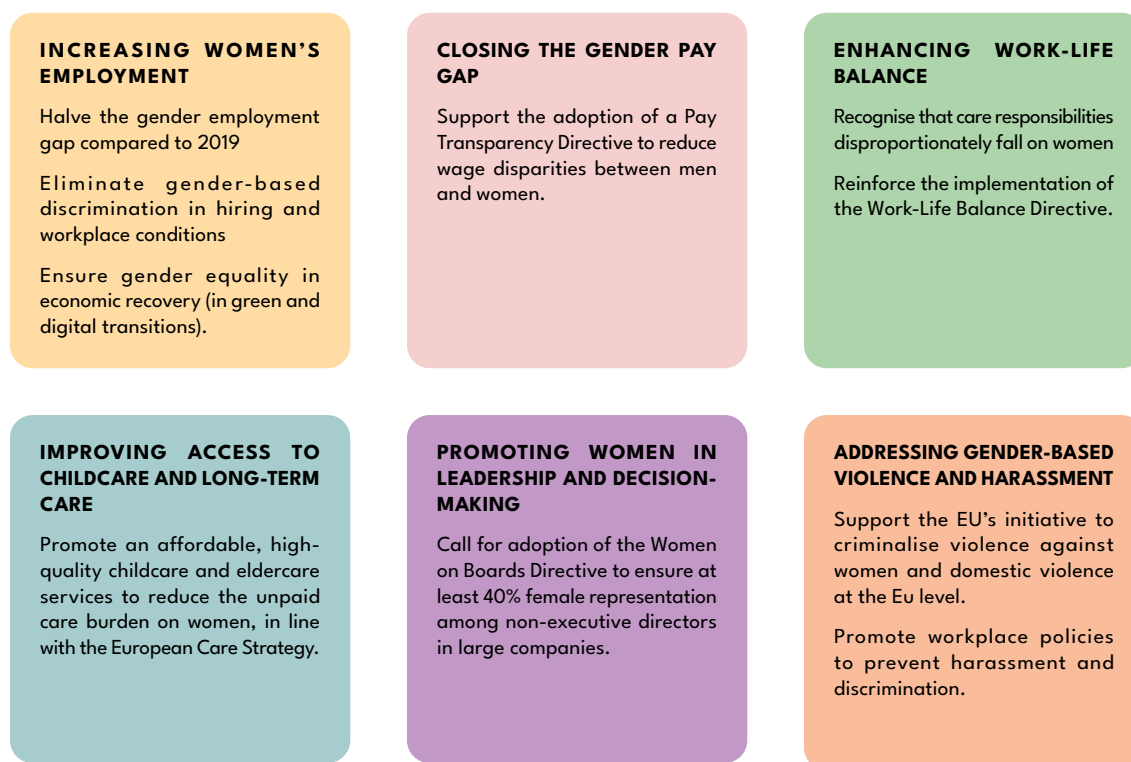 INCREASING WOMEN'S
EMPLOYMENT
Halve the gender employment
gap compared to 2019
Eliminate gender-based
discrimination in hiring and
workplace conditions
Ensure gender equality in
economic recovery (in green and
digital transitions).
CLOSING THE GENDER PAY
GAP
Support the adoption of a Pay
Transparency Directive to reduce
wage disparities between men
and women.
ENHANCING WORK-LIFE
BALANCE
Recognise that care responsibilities
disproportionately fall on women
Reinforce the implementation of
the Work-Life Balance Directive.
IMPROVING ACCESS TO
CHILDCARE AND LONG-TERM
CARE
Promote an affordable, high-
quality childcare and eldercare
services to reduce the unpaid
care burden on women, in line
with the European Care Strategy.
PROMOTING WOMEN IN
LEADERSHIP AND DECISION-
MAKING
Call for adoption of the Women
on Boards Directive to ensure at
least 40% female representation
among non-executive directors
in large companies.
ADDRESSING GENDER-BASED
VIOLENCE AND HARASSMENT
Support the EU's initiative to
criminalise violence against
women and domestic violence
at the Eu level.
Promote workplace policies
to prevent harassment and
discrimination.